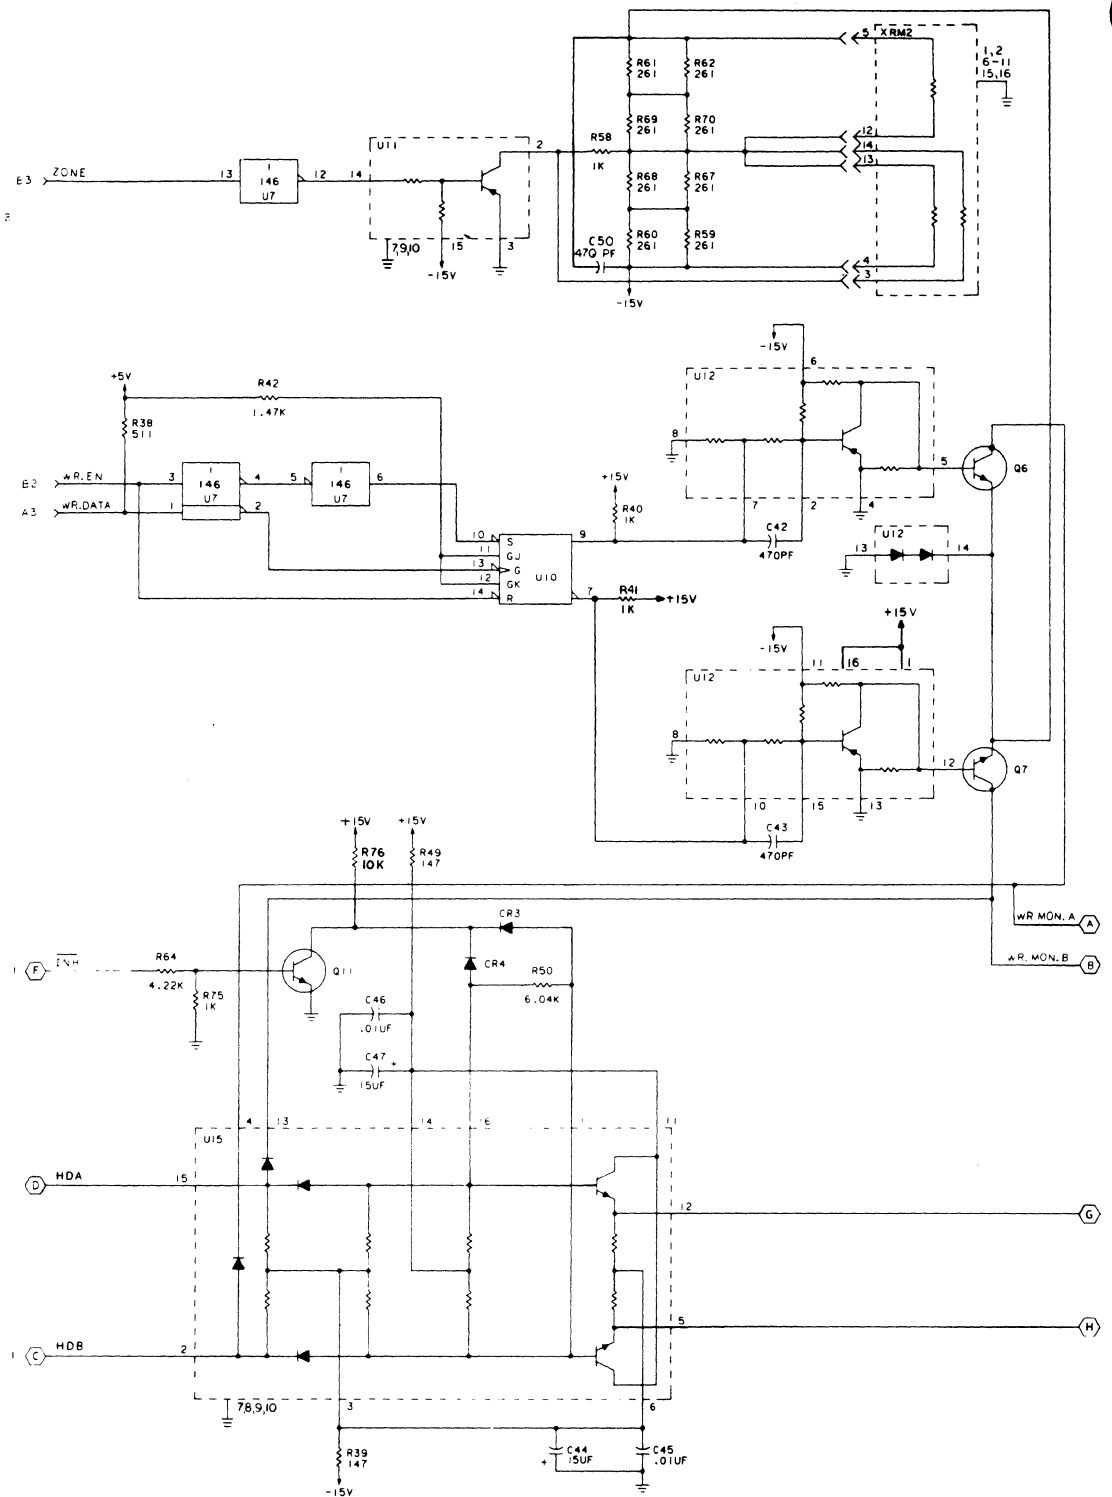 5 XRM2
1,2
6-11
15,16
R61
261
R62
261
R69
261
R70
261
R58
1K
12
14
13
U11
2
B3 ZONE 13
1
146
U7
12 14
R68
261
R67
261
C50
470 PF
R60
261
R59
261
7,9,10 15 3
-15V
4
3
-15V
-15V
6
U12
+5V
R42
1.47K
R38
511
8
5 Q6
B2 WR.EN 3
1
146
U7
4 5
1
146
U7
6
+15V
R40
1K
7 2 4
A3 WR.DATA 1 2
C42
470PF
10 S
11 GJ
13 G
12 GK
14 R
U10
9
7
R41
1K
+15V
U12
13 14
+15V
-15V
11 16 1
U12
8
12 Q7
10 15 13
C43
470PF
+15V
R76
10K
+15V
R49
147
CR3
WR MON. A A
WR. MON. B B
1 F INH
R64
4.22K
R75
1K
Q11
CR4
R50
6.04K
C46
.01UF
C47
+
15UF
4 13 14 16 1 11
U15
D HDA 15
12 G
5 H
1 C HDB 2
7,8,9,10 3 6
R39
147
-15V
C44
+ 15UF
C45
.01UF